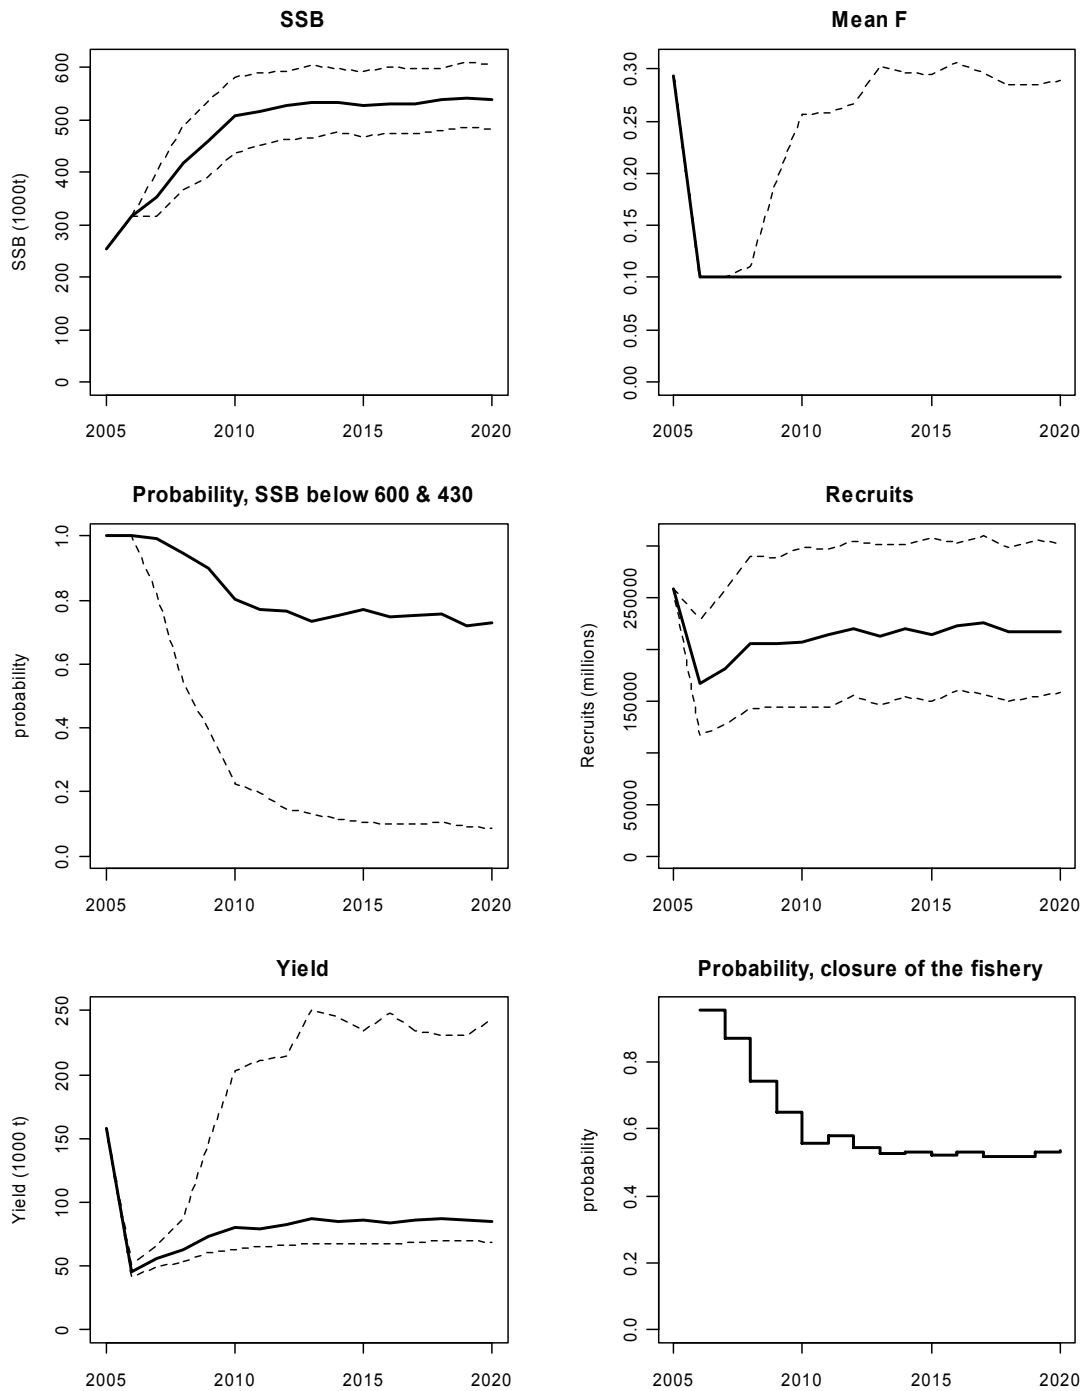 SSB
SSB (1000t)
600
500
400
300
200
100
0
2005 2010 2015 2020
Mean F
0.30
0.25
0.20
0.15
0.10
0.05
0.00
2005 2010 2015 2020
Probability, SSB below 600 & 430
probability
1.0
0.8
0.6
0.4
0.2
0.0
2005 2010 2015 2020
Recruits
Recruits (millions)
250000
150000
50000
0
2005 2010 2015 2020
Yield
Yield (1000 t)
250
200
150
100
50
0
2005 2010 2015 2020
Probability, closure of the fishery
probability
0.8
0.6
0.4
0.2
0.0
2005 2010 2015 2020